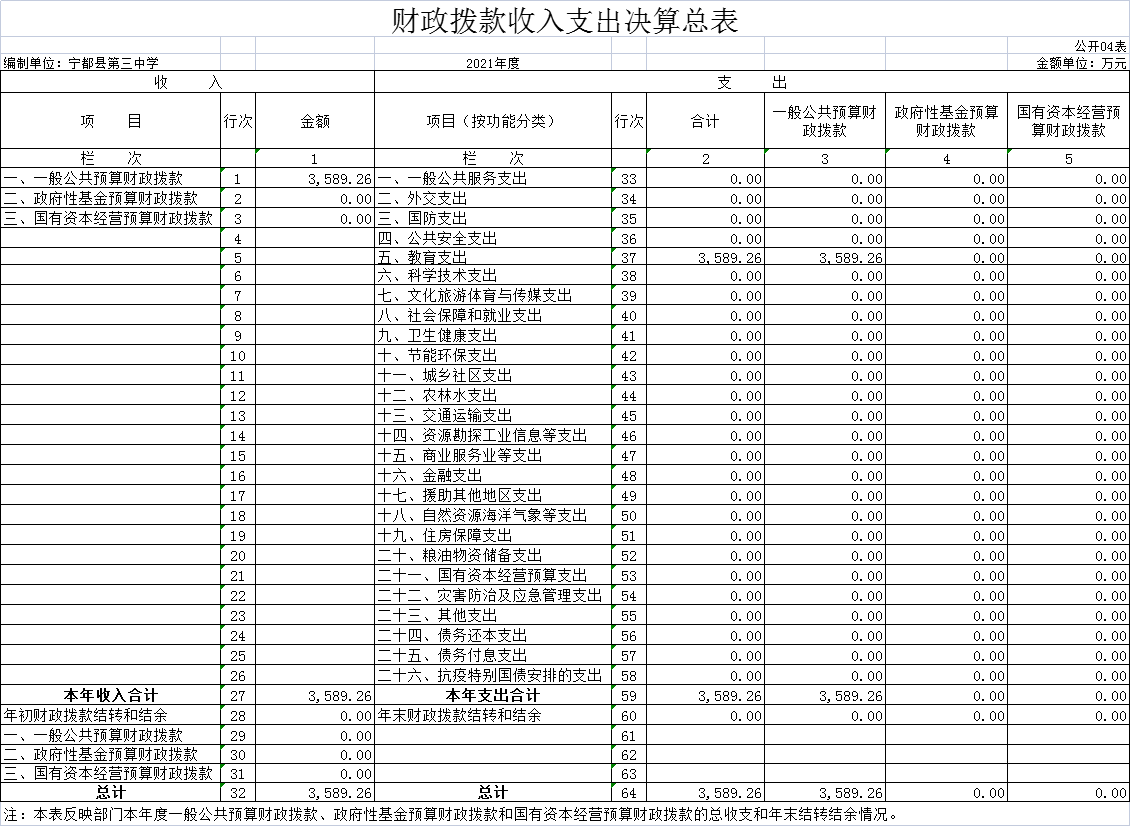 财政拨款收入支出决算总表
公开04表
编制单位：宁都县第三中学 2021年度 金额单位：万元
收 入 支 出
项 目 行次 金额 项目（按功能分类） 行次 合计 一般公共预算财政拨款 政府性基金预算财政拨款 国有资本经营预算财政拨款
栏 次 1 栏 次 2 3 4 5
一、一般公共预算财政拨款 1 3,589.26 一、一般公共服务支出 33 0.00 0.00 0.00 0.00
二、政府性基金预算财政拨款 2 0.00 二、外交支出 34 0.00 0.00 0.00 0.00
三、国有资本经营预算财政拨款 3 0.00 三、国防支出 35 0.00 0.00 0.00 0.00
4 四、公共安全支出 36 0.00 0.00 0.00 0.00
5 五、教育支出 37 3,589.26 3,589.26 0.00 0.00
6 六、科学技术支出 38 0.00 0.00 0.00 0.00
7 七、文化旅游体育与传媒支出 39 0.00 0.00 0.00 0.00
8 八、社会保障和就业支出 40 0.00 0.00 0.00 0.00
9 九、卫生健康支出 41 0.00 0.00 0.00 0.00
10 十、节能环保支出 42 0.00 0.00 0.00 0.00
11 十一、城乡社区支出 43 0.00 0.00 0.00 0.00
12 十二、农林水支出 44 0.00 0.00 0.00 0.00
13 十三、交通运输支出 45 0.00 0.00 0.00 0.00
14 十四、资源勘探工业信息等支出 46 0.00 0.00 0.00 0.00
15 十五、商业服务业等支出 47 0.00 0.00 0.00 0.00
16 十六、金融支出 48 0.00 0.00 0.00 0.00
17 十七、援助其他地区支出 49 0.00 0.00 0.00 0.00
18 十八、自然资源海洋气象等支出 50 0.00 0.00 0.00 0.00
19 十九、住房保障支出 51 0.00 0.00 0.00 0.00
20 二十、粮油物资储备支出 52 0.00 0.00 0.00 0.00
21 二十一、国有资本经营预算支出 53 0.00 0.00 0.00 0.00
22 二十二、灾害防治及应急管理支出 54 0.00 0.00 0.00 0.00
23 二十三、其他支出 55 0.00 0.00 0.00 0.00
24 二十四、债务还本支出 56 0.00 0.00 0.00 0.00
25 二十五、债务付息支出 57 0.00 0.00 0.00 0.00
26 二十六、抗疫特别国债安排的支出 58 0.00 0.00 0.00 0.00
本年收入合计 27 3,589.26 本年支出合计 59 3,589.26 3,589.26 0.00 0.00
年初财政拨款结转和结余 28 0.00 年末财政拨款结转和结余 60 0.00 0.00 0.00 0.00
一、一般公共预算财政拨款 29 0.00 61
二、政府性基金预算财政拨款 30 0.00 62
三、国有资本经营预算财政拨款 31 0.00 63
总计 32 3,589.26 总计 64 3,589.26 3,589.26 0.00 0.00
注：本表反映部门本年度一般公共预算财政拨款、政府性基金预算财政拨款和国有资本经营预算财政拨款的总收支和年末结转结余情况。